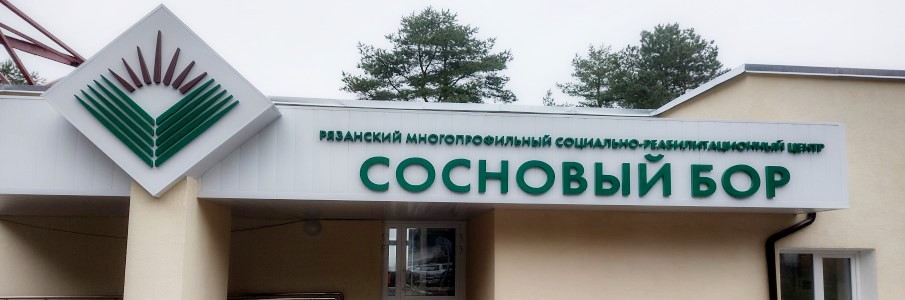 РЯЗАНСКИЙ МНОГОПРОФИЛЬНЫЙ СОЦИАЛЬНО-РЕАБИЛИТАЦИОННЫЙ ЦЕНТР
СОСНОВЫЙ БОР